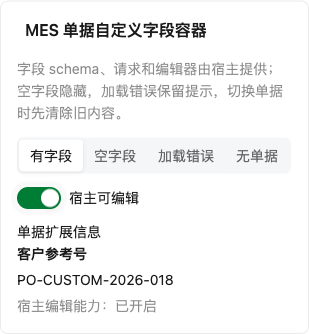 MES 单据自定义字段容器
字段 schema、请求和编辑器由宿主提供；
空字段隐藏，加载错误保留提示，切换单据
时先清除旧内容。
有字段 空字段 加载错误 无单据
宿主可编辑
单据扩展信息
客户参考号
PO-CUSTOM-2026-018
宿主编辑能力：已开启